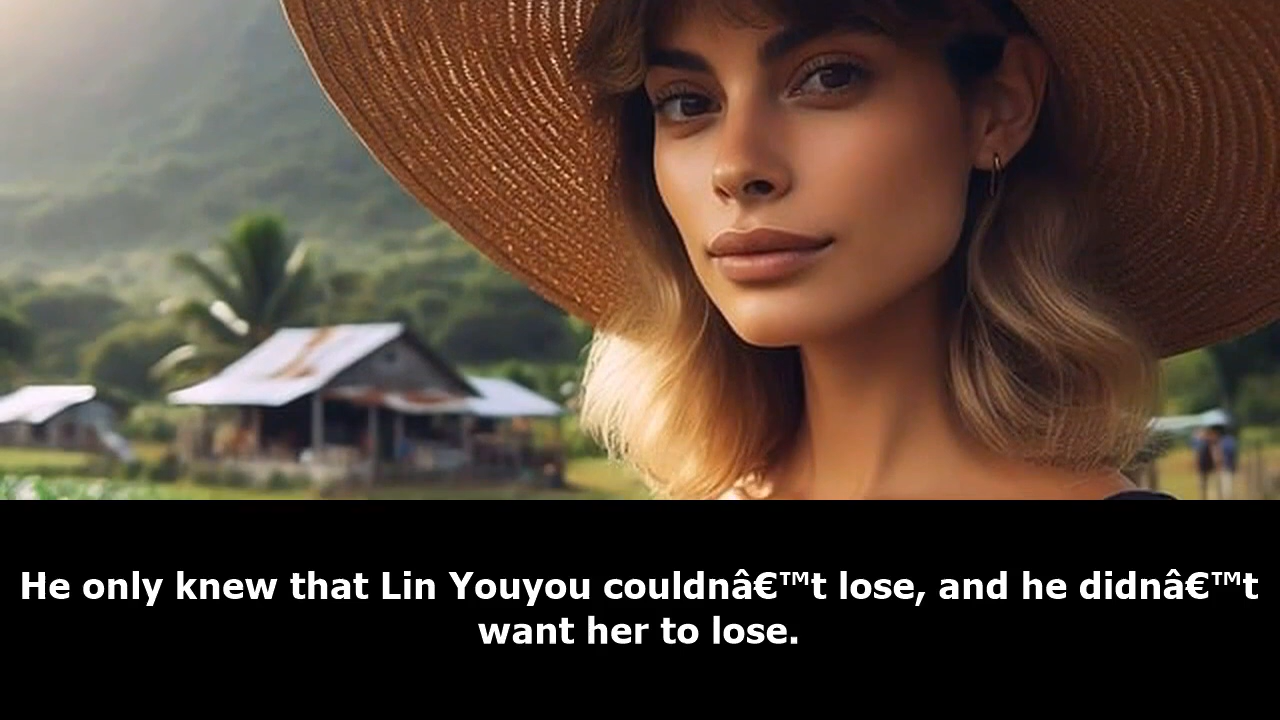 He only knew that Lin Youyou couldnâ€™t lose, and he didnâ€™t
want her to lose.